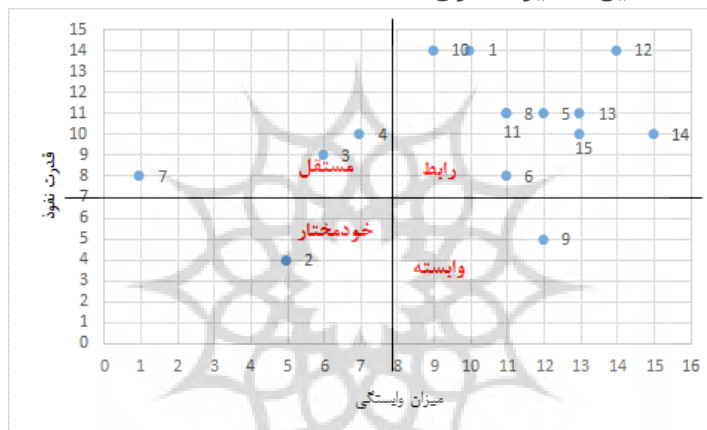 15
14 10 1 12
13
12
11 8 5 13
10 4 11 15 14
9 3
8 مستقل رابط 7 6
7
6
5 خودمختار 9
4 2
3 وابسته
2
1
0
0 1 2 3 4 5 6 7 8 9 10 11 12 13 14 15 16
قدرت نفوذ
میزان وابستگی